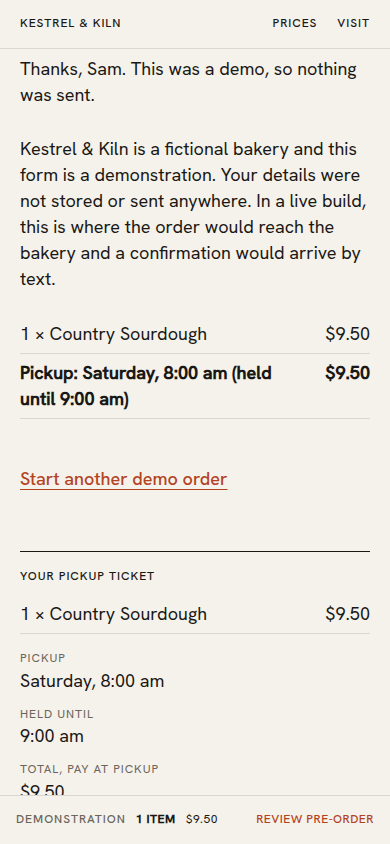 KESTREL & KILN PRICES VISIT
Thanks, Sam. This was a demo, so nothing
was sent.
Kestrel & Kiln is a fictional bakery and this
form is a demonstration. Your details were
not stored or sent anywhere. In a live build,
this is where the order would reach the
bakery and a confirmation would arrive by
text.
1 × Country Sourdough $9.50
Pickup: Saturday, 8:00 am (held $9.50
until 9:00 am)
Start another demo order
YOUR PICKUP TICKET
1 × Country Sourdough $9.50
PICKUP
Saturday, 8:00 am
HELD UNTIL
9:00 am
TOTAL, PAY AT PICKUP
$9.50
DEMONSTRATION 1 ITEM $9.50 REVIEW PRE-ORDER